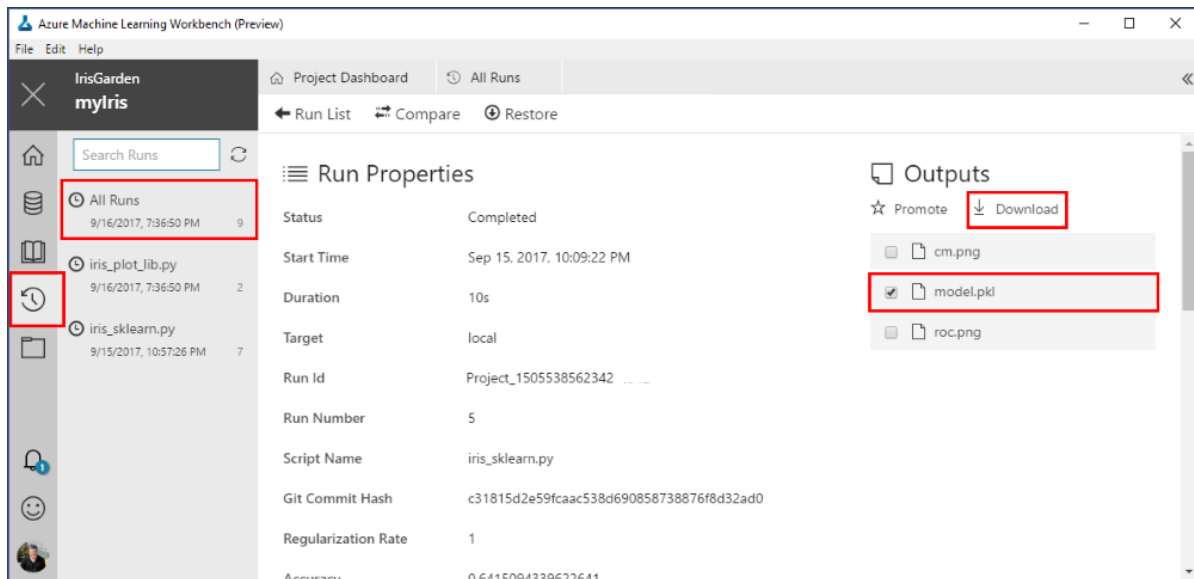 Azure Machine Learning Workbench (Preview)
File Edit Help
IrisGarden
myIris
Search Runs
All Runs
9/16/2017, 7:36:50 PM 9
iris_plot_lib.py
9/16/2017, 7:36:50 PM 2
iris_sklearn.py
9/15/2017, 10:57:26 PM 7
1
Project Dashboard All Runs
Run List Compare Restore
Run Properties
Status Completed
Start Time Sep 15, 2017, 10:09:22 PM
Duration 10s
Target local
Run Id Project_1505538562342
Run Number 5
Script Name iris_sklearn.py
Git Commit Hash c31815d2e59fcaac538d690858738876f8d32ad0
Regularization Rate 1
Accuracy 0.6415094339622641
Outputs
Promote Download
cm.png
model.pkl
roc.png